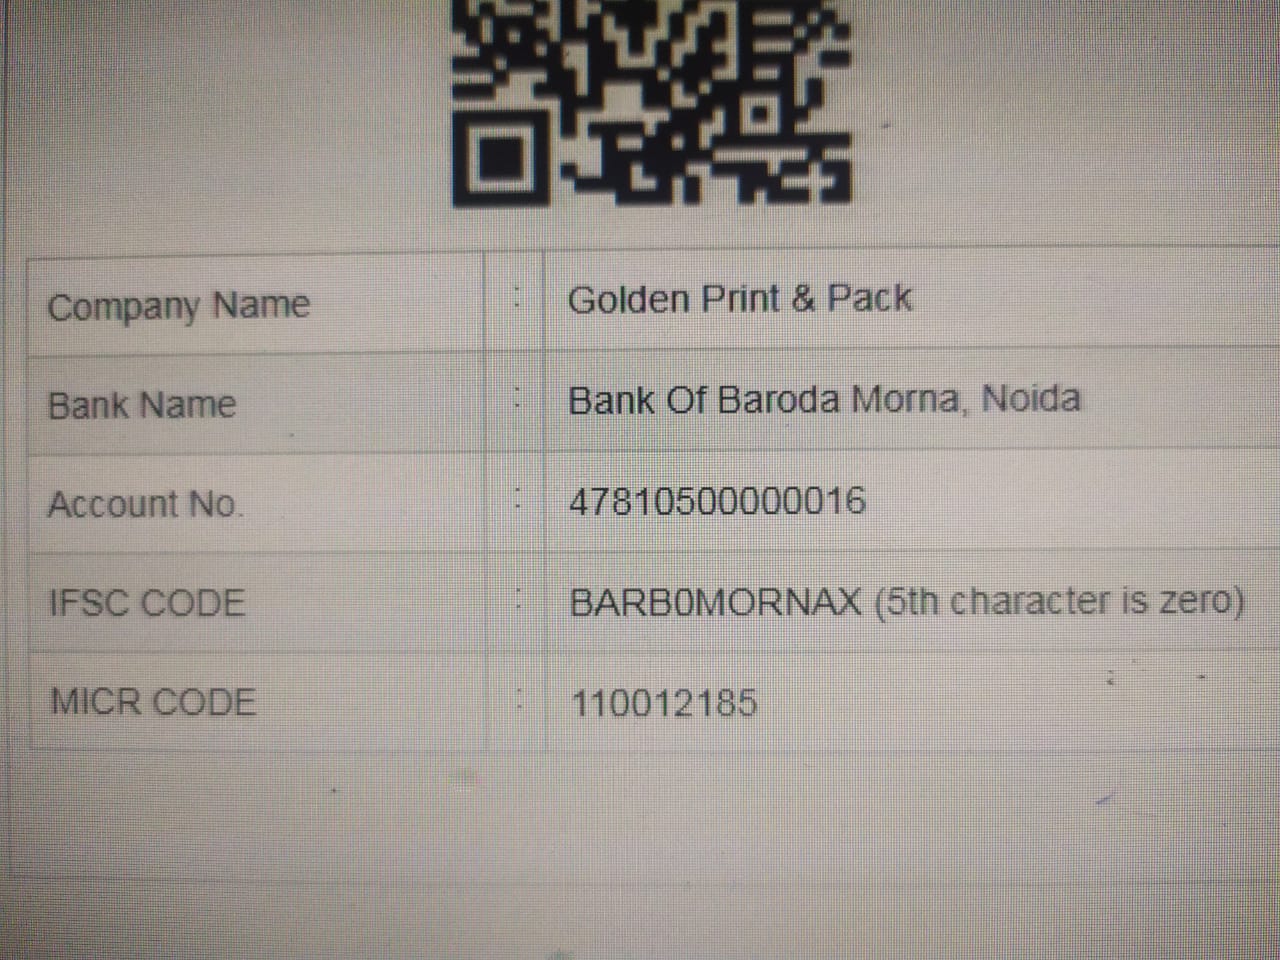 Company Name : Golden Print & Pack
Bank Name : Bank Of Baroda Morna, Noida
Account No. : 47810500000016
IFSC CODE : BARB0MORNAX (5th character is zero)
MICR CODE : 110012185